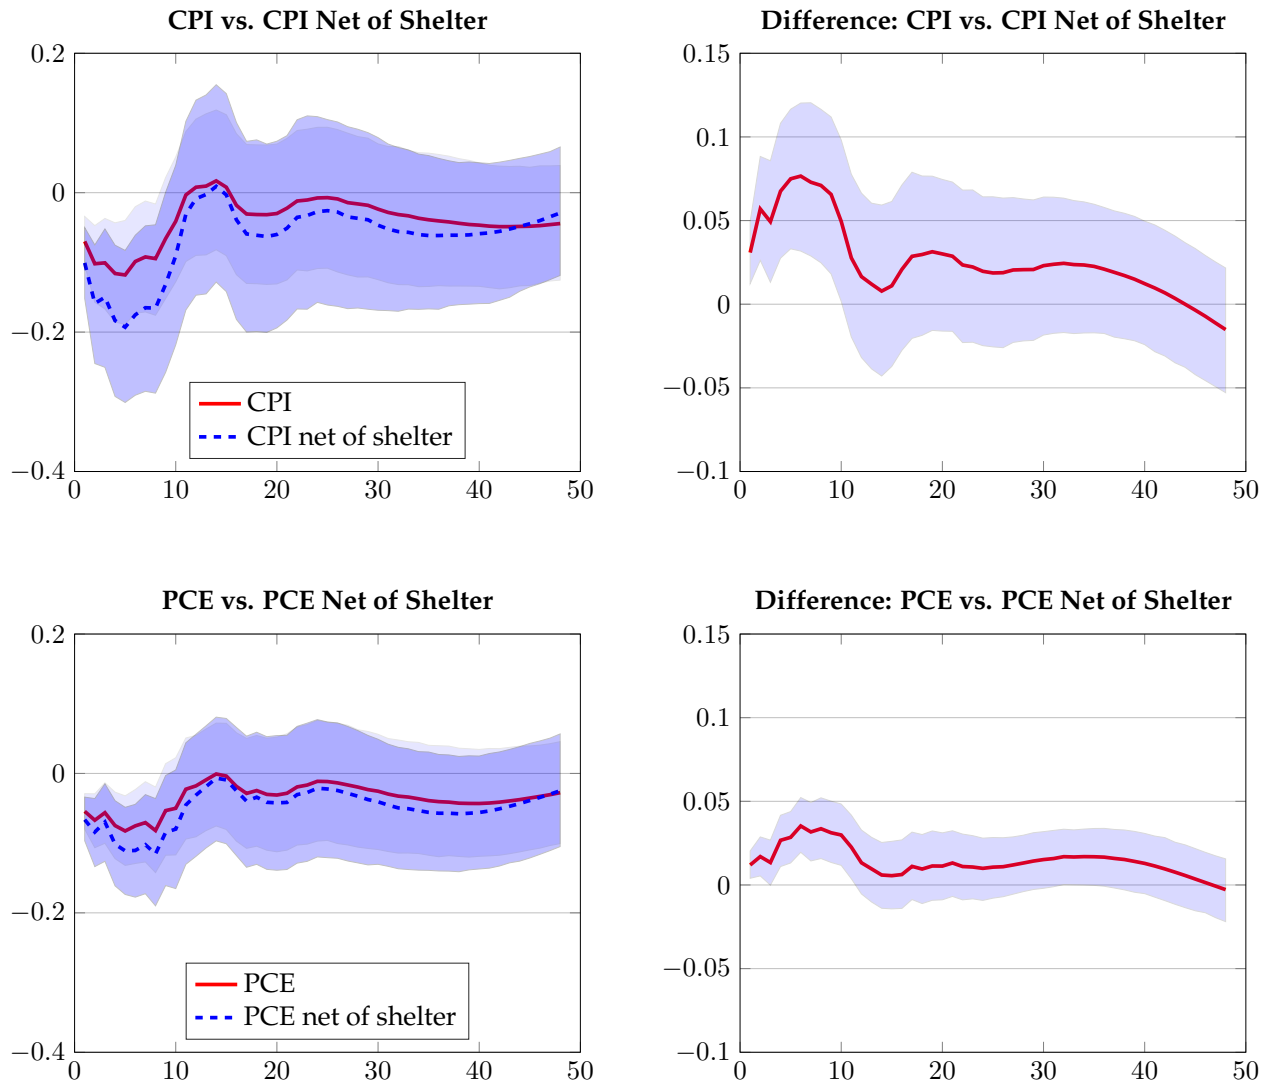 CPI vs. CPI Net of Shelter
0.2
0
−0.2
−0.4
0 10 20 30 40 50
CPI
CPI net of shelter
Difference: CPI vs. CPI Net of Shelter
0.15
0.1
0.05
0
−0.05
−0.1
0 10 20 30 40 50
PCE vs. PCE Net of Shelter
0.2
0
−0.2
−0.4
0 10 20 30 40 50
PCE
PCE net of shelter
Difference: PCE vs. PCE Net of Shelter
0.15
0.1
0.05
0
−0.05
−0.1
0 10 20 30 40 50